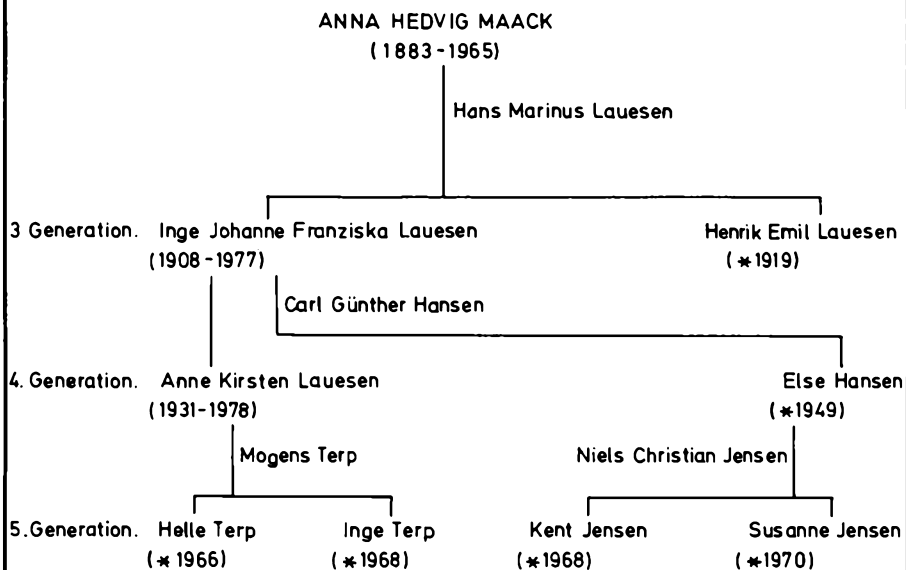 ANNA HEDVIG MAACK
(1883-1965)
Hans Marinus Lauesen
3 Generation. Inge Johanne Franziska Lauesen Henrik Emil Lauesen
(1908-1977) (*1919)
Carl Günther Hansen
4. Generation. Anne Kirsten Lauesen Else Hansen
(1931-1978) (*1949)
Mogens Terp Niels Christian Jensen
5. Generation. Helle Terp Inge Terp Kent Jensen Susanne Jensen
(*1966) (*1968) (*1968) (*1970)